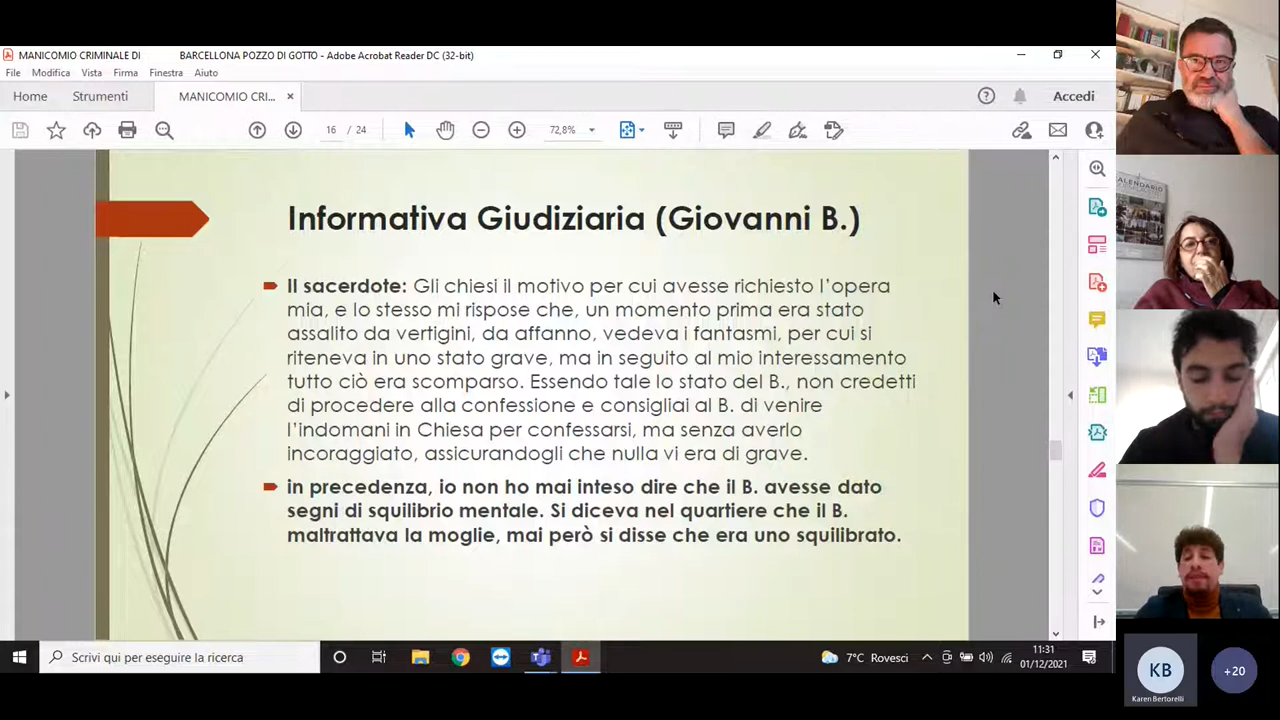 MANICOMIO CRIMINALE DI BARCELLONA POZZO DI GOTTO - Adobe Acrobat Reader DC (32-bit)
File Modifica Vista Firma Finestra Aiuto
Home Strumenti MANICOMIO CRI... Accedi
16 / 24 72,8%
Informativa Giudiziaria (Giovanni B.)
Il sacerdote: Gli chiesi il motivo per cui avesse richiesto l'opera
mia, e lo stesso mi rispose che, un momento prima era stato
assalito da vertigini, da affanno, vedeva i fantasmi, per cui si
riteneva in uno stato grave, ma in seguito al mio interessamento
tutto ciò era scomparso. Essendo tale lo stato del B., non credetti
di procedere alla confessione e consigliai al B. di venire
l'indomani in Chiesa per confessarsi, ma senza averlo
incoraggiato, assicurandogli che nulla vi era di grave.
in precedenza, io non ho mai inteso dire che il B. avesse dato
segni di squilibrio mentale. Si diceva nel quartiere che il B.
maltrattava la moglie, mai però si disse che era uno squilibrato.
Scrivi qui per eseguire la ricerca
7°C Rovesci
11:31
01/12/2021
CALENDARIO
KB
Karen Bertorelli
+20